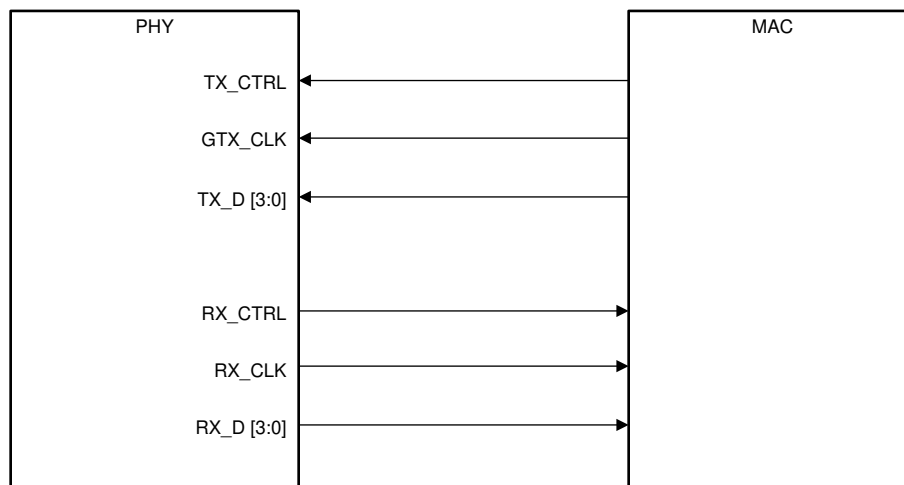 PHY
MAC
TX_CTRL
GTX_CLK
TX_D [3:0]
RX_CTRL
RX_CLK
RX_D [3:0]